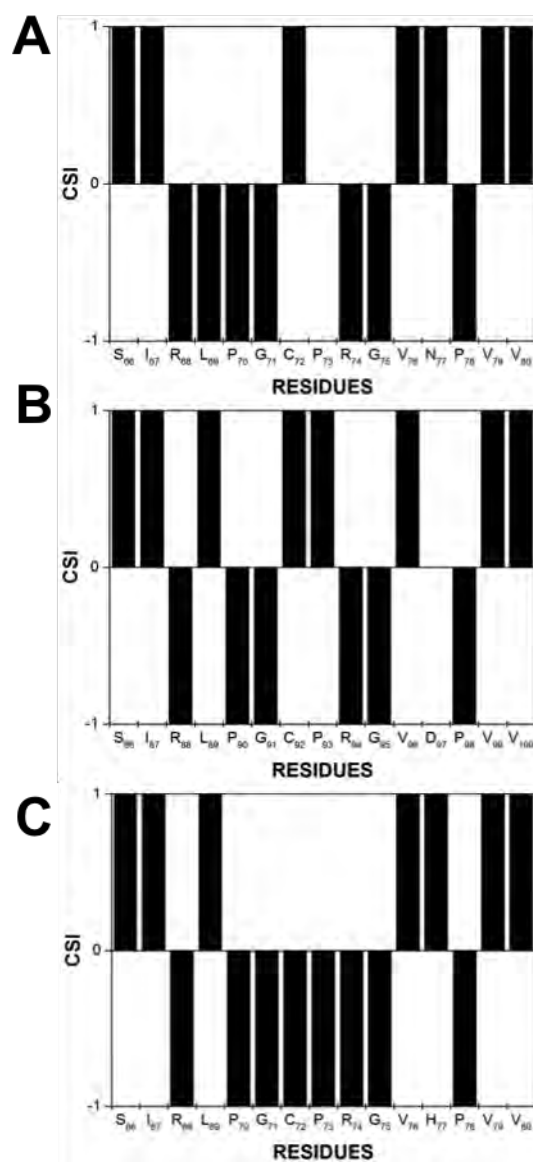 A
1
CSI
0
-1
S₆₆ I₆₇ R₆₈ L₆₉ P₇₀ G₇₁ C₇₂ P₇₃ R₇₄ G₇₅ V₇₆ N₇₇ P₇₈ V₇₉ V₈₀
RESIDUES
B
1
CSI
0
-1
S₈₆ I₈₇ R₈₈ L₈₉ P₉₀ G₉₁ C₉₂ P₉₃ R₉₄ G₉₅ V₉₆ D₉₇ P₉₈ V₉₉ V₁₀₀
RESIDUES
C
1
CSI
0
-1
S₆₆ I₆₇ R₆₈ L₆₉ P₇₀ G₇₁ C₇₂ P₇₃ R₇₄ G₇₅ V₇₆ H₇₇ P₇₈ V₇₉ V₈₀
RESIDUES